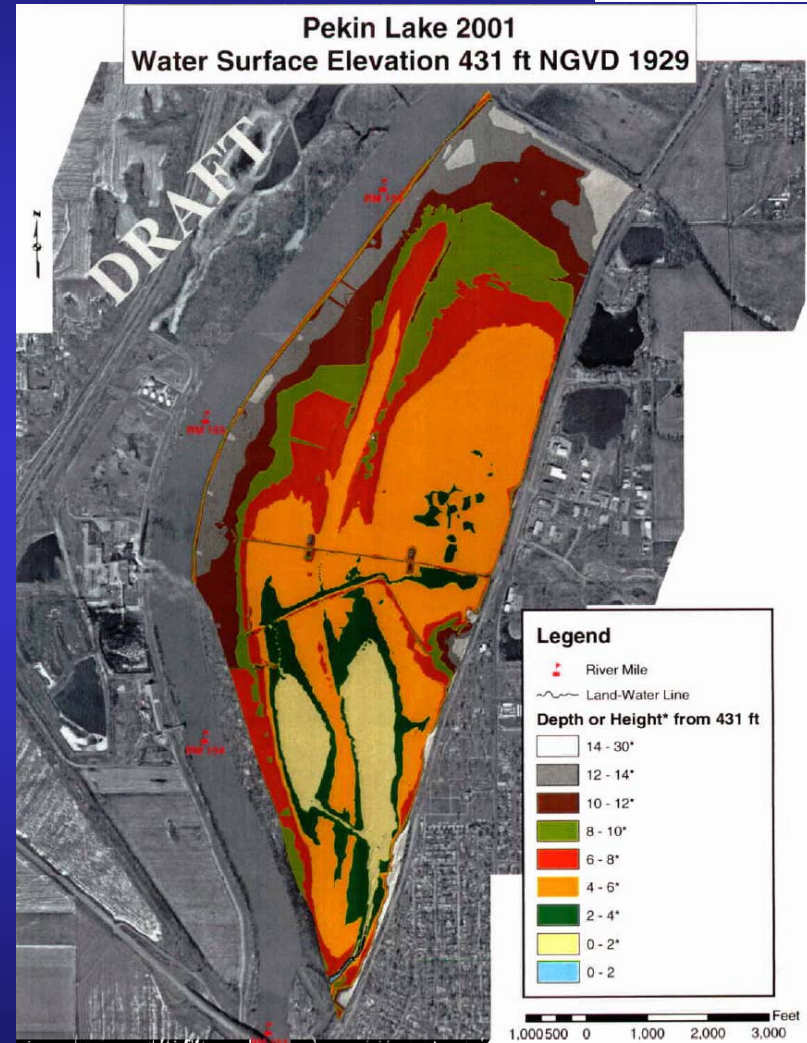 Pekin Lake 2001
Water Surface Elevation 431 ft NGVD 1929
DRAFT
N
Legend
River Mile
Land-Water Line
Depth or Height* from 431 ft
14 - 30*
12 - 14*
10 - 12*
8 - 10*
6 - 8*
4 - 6*
2 - 4*
0 - 2*
0 - 2
Feet
1,000 500 0 1,000 2,000 3,000